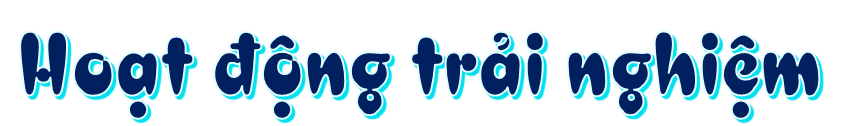 Hoạt động trải nghiệm